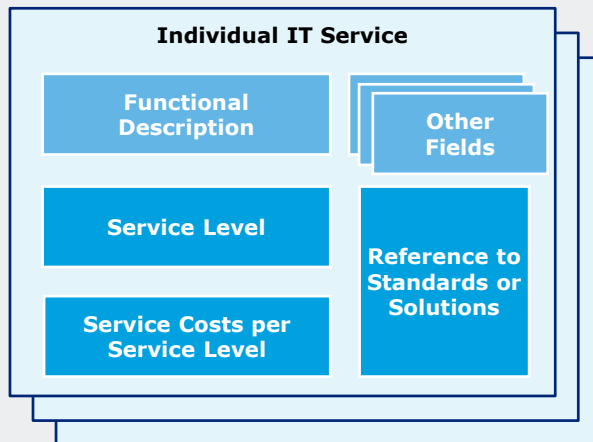 Individual IT Service
Functional
Description
Other
Fields
Service Level
Reference to
Standards or
Solutions
Service Costs per
Service Level